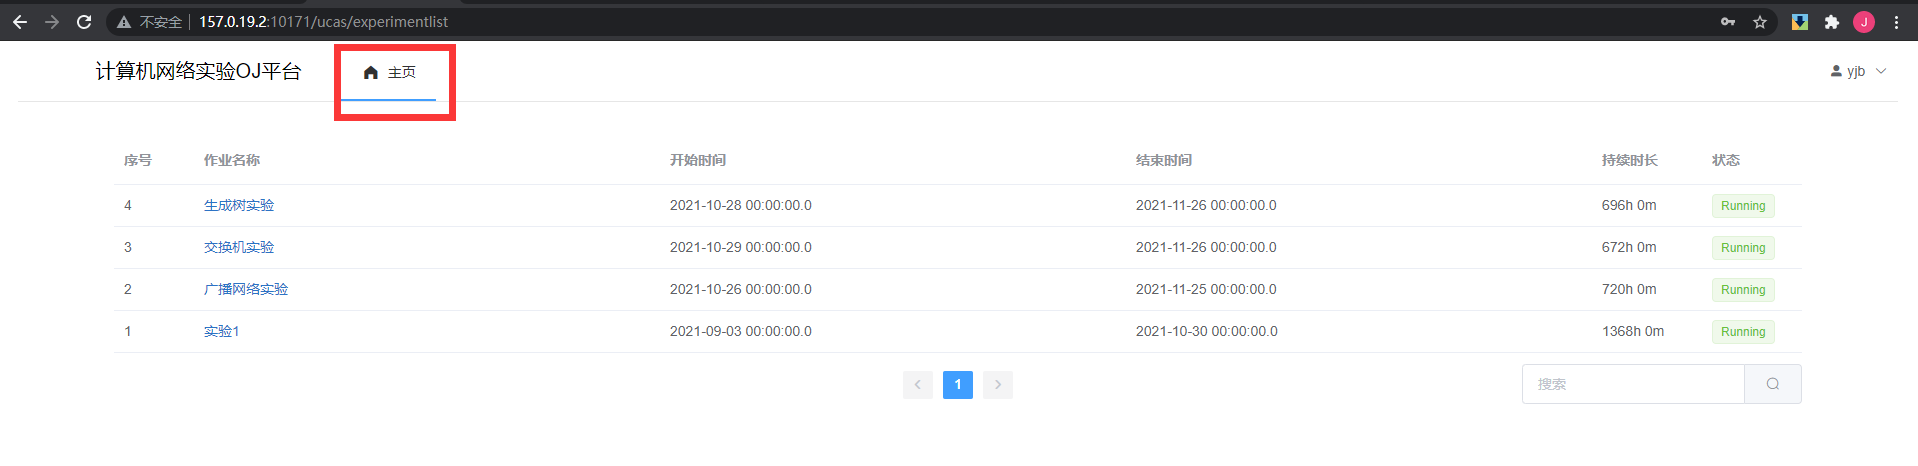 不安全 157.0.19.2:10171/ucas/experimentlist
J
计算机网络实验OJ平台 主页 yjb
序号 作业名称 开始时间 结束时间 持续时长 状态
4 生成树实验 2021-10-28 00:00:00.0 2021-11-26 00:00:00.0 696h 0m Running
3 交换机实验 2021-10-29 00:00:00.0 2021-11-26 00:00:00.0 672h 0m Running
2 广播网络实验 2021-10-26 00:00:00.0 2021-11-25 00:00:00.0 720h 0m Running
1 实验1 2021-09-03 00:00:00.0 2021-10-30 00:00:00.0 1368h 0m Running
1 搜索